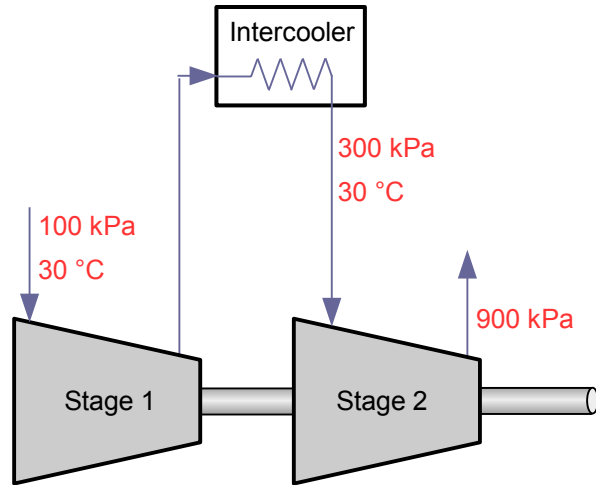 Intercooler
300 kPa
30 °C
100 kPa
30 °C
900 kPa
Stage 1
Stage 2